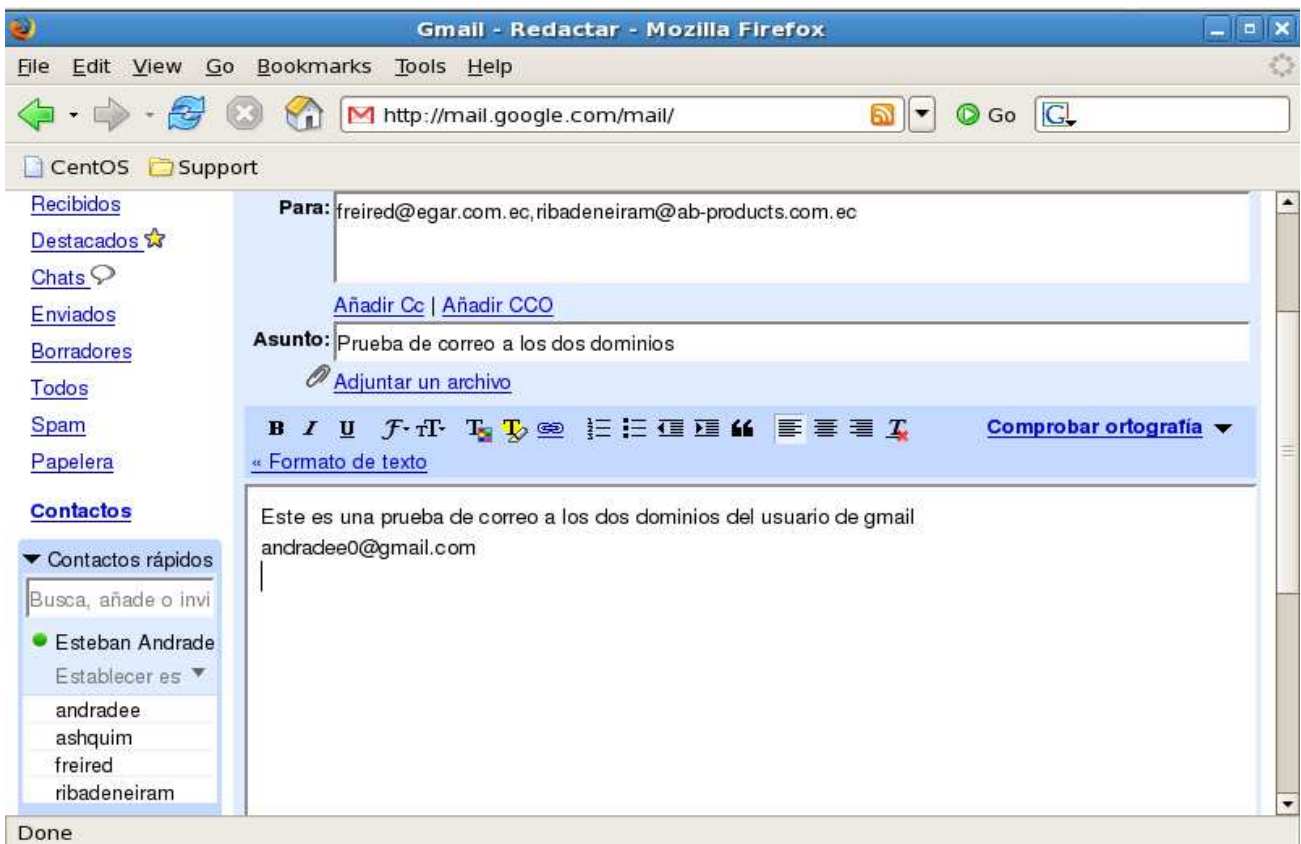 Gmail - Redactar - Mozilla Firefox
File Edit View Go Bookmarks Tools Help
http://mail.google.com/mail/ Go G
CentOS Support
Recibidos
Destacados
Chats
Enviados
Borradores
Todos
Spam
Papelera
Contactos
Contactos rápidos
Busca, añade o invi
Esteban Andrade
Establecer es
andradee
ashquim
freired
ribadeneiram
Para: freired@egar.com.ec,ribadeneiram@ab-products.com.ec
Añadir Cc | Añadir CCO
Asunto: Prueba de correo a los dos dominios
Adjuntar un archivo
B I U F TT T T T Comprobar ortografía
« Formato de texto
Este es una prueba de correo a los dos dominios del usuario de gmail
andradee0@gmail.com
Done